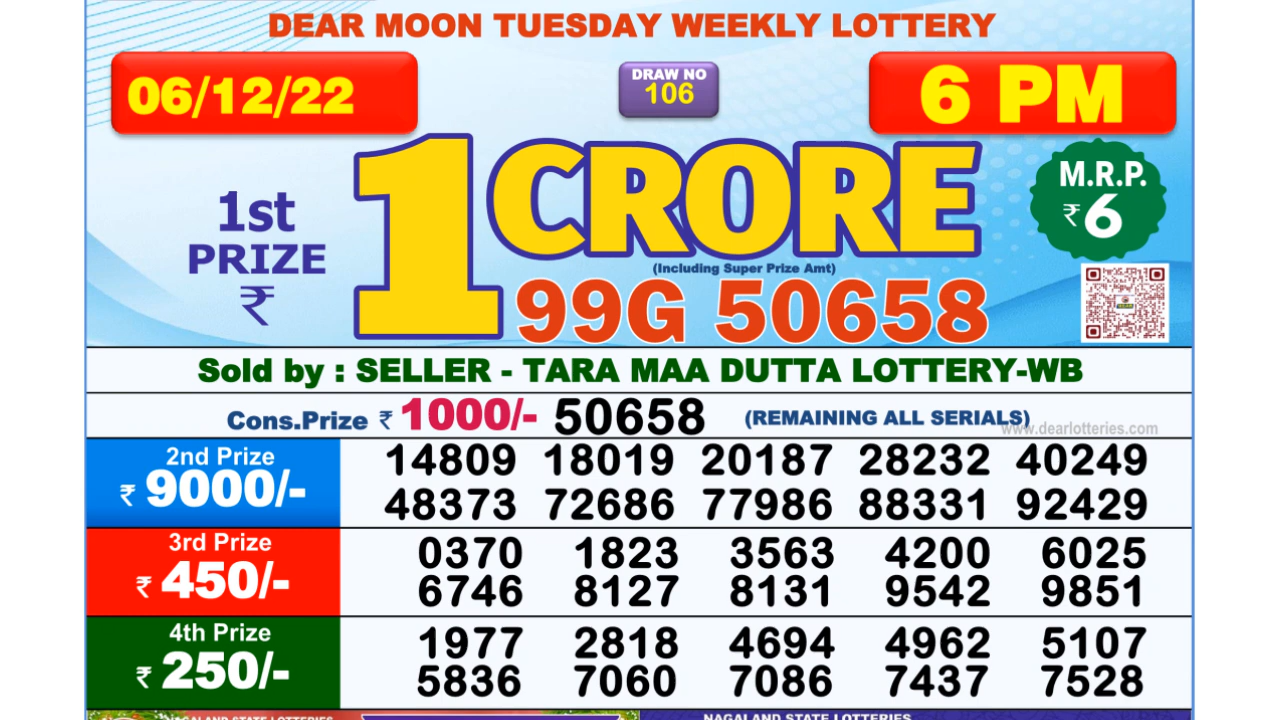 DEAR MOON TUESDAY WEEKLY LOTTERY
06/12/22
DRAW NO
106
6 PM
1st
PRIZE
₹
1 CRORE
(Including Super Prize Amt)
99G 50658
M.R.P.
₹ 6
Sold by : SELLER - TARA MAA DUTTA LOTTERY-WB
Cons.Prize ₹ 1000/- 50658 (REMAINING ALL SERIALS)
www.dearlotteries.com
2nd Prize
₹ 9000/-
14809 18019 20187 28232 40249
48373 72686 77986 88331 92429
3rd Prize
₹ 450/-
0370 1823 3563 4200 6025
6746 8127 8131 9542 9851
4th Prize
₹ 250/-
1977 2818 4694 4962 5107
5836 7060 7086 7437 7528
NAGALAND STATE LOTTERIES
NAGALAND STATE LOTTERIES